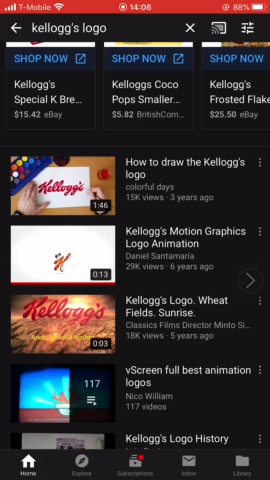 T-Mobile
14:06
88%
kellogg's logo
SHOP NOW
SHOP NOW
SHOP NOW
Kellogg's
Special K Bre...
$15.42 eBay
Kelloggs Coco
Pops Smaller...
$5.82 BritishCorn...
Kellogg's
Frosted Flake
$25.50 eBay
Kellogg's
1:46
How to draw the Kellogg's
logo
colorful days
15K views · 3 years ago
0:13
Kellogg's Motion Graphics
Logo Animation
Daniel Santamaría
29K views · 6 years ago
Kellogg's
0:03
Kellogg's Logo. Wheat
Fields. Sunrise.
Classics Films Director Minto Si...
18K views · 5 years ago
117
vScreen full best animation
logos
Nico William
117 videos
Kellogg's Logo History
Home
Explore
Subscriptions
Inbox
Library